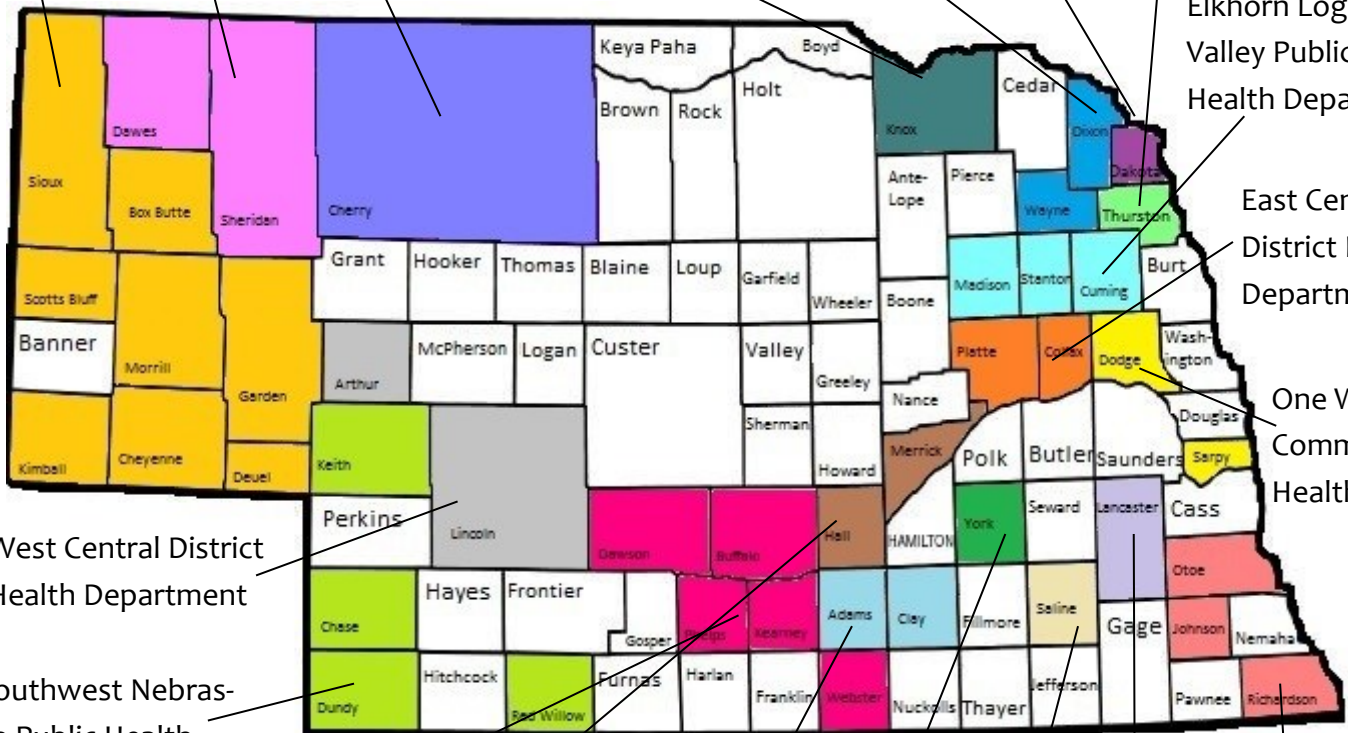 Elkhorn Log
Valley Public
Health Depa
East Cen
District
Departm
One W
Comm
Health
West Central District
Health Department
outhwest Nebras-
Public Health
Sioux
Dawes
Box Butte
Sheridan
Cherry
Keya Paha
Boyd
Brown
Rock
Holt
Knox
Cedar
Dixon
Dakota
Ante-
Lope
Pierce
Wayne
Thurston
Scotts Bluff
Banner
Morrill
Garden
Kimball
Cheyenne
Deuel
Grant
Hooker
Thomas
Blaine
Loup
Garfield
Wheeler
Boone
Madison
Stanton
Cuming
Burt
Arthur
McPherson
Logan
Custer
Valley
Greeley
Platte
Colfax
Dodge
Wash-
ington
Nance
Douglas
Keith
Lincoln
Sherman
Howard
Merrick
Polk
Butler
Saunders
Sarpy
Perkins
Dawson
Buffalo
Hall
HAMILTON
York
Seward
Lancaster
Cass
Otoe
Chase
Hayes
Frontier
Gosper
Phelps
Kearney
Adams
Clay
Fillmore
Saline
Gage
Johnson
Nemaha
Dundy
Hitchcock
Red Willow
Furnas
Harlan
Franklin
Webster
Nuckolls
Thayer
Jefferson
Pawnee
Richardson